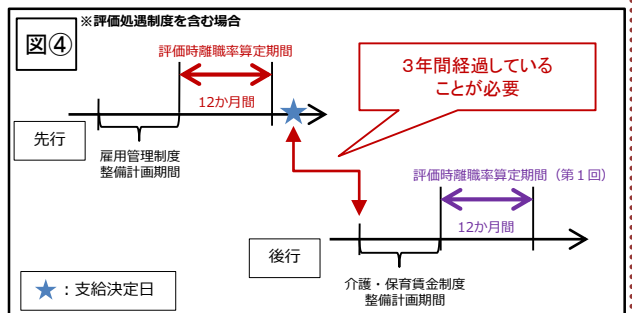 ※評価処遇制度を含む場合
図④
評価時離職率算定期間
12か月間
3年間経過している
ことが必要
先行
雇用管理制度
整備計画期間
評価時離職率算定期間（第1回）
12か月間
後行
介護・保育賃金制度
整備計画期間
★：支給決定日